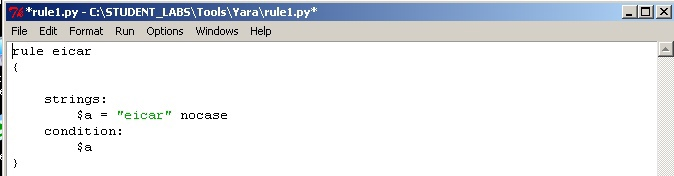 *rule1.py - C:\STUDENT_LABS\Tools\Yara\rule1.py*
File Edit Format Run Options Windows Help
rule eicar
{
    strings:
        $a = "eicar" nocase
    condition:
        $a
}